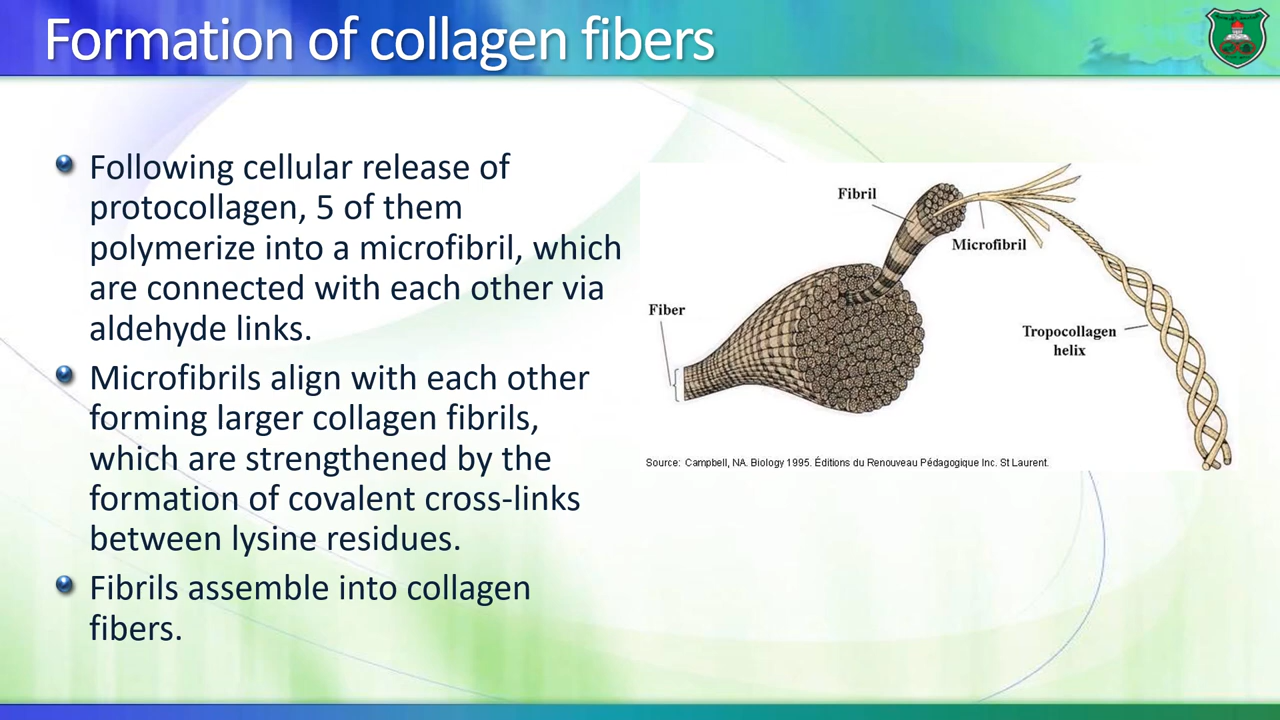 Formation of collagen fibers
Following cellular release of
protocollagen, 5 of them
polymerize into a microfibril, which
are connected with each other via
aldehyde links.
Microfibrils align with each other
forming larger collagen fibrils,
which are strengthened by the
formation of covalent cross-links
between lysine residues.
Fibrils assemble into collagen
fibers.
Fibril
Microfibril
Fiber
Tropocollagen
helix
Source: Campbell, NA. Biology 1995. Éditions du Renouveau Pédagogique Inc. St Laurent.